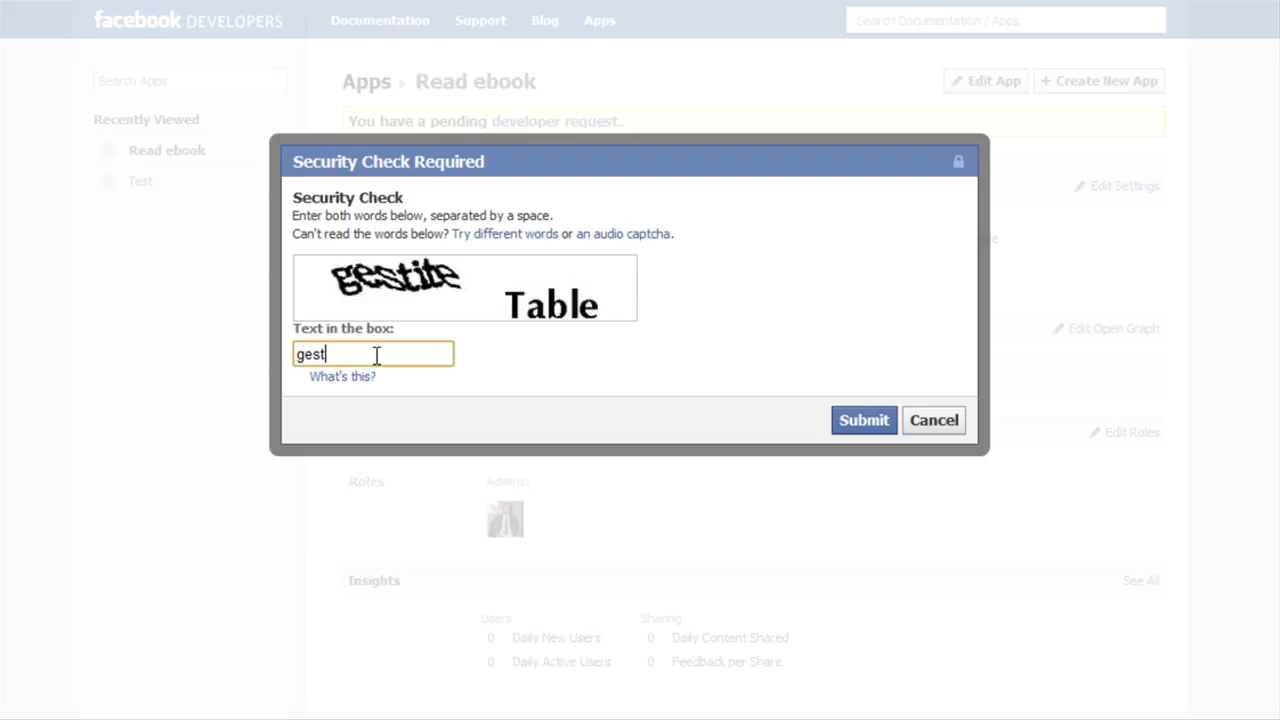 facebook DEVELOPERS Documentation Support Blog Apps Search Documentation / Apps
Search Apps
Apps ▸ Read ebook Edit App + Create New App
Recently Viewed
You have a pending developer request.
Read ebook
Test
Security Check Required
Edit Settings
Security Check
Enter both words below, separated by a space.
Can't read the words below? Try different words or an audio captcha.
Table
Text in the box:
Edit Open Graph
gest
What's this?
Submit Cancel
Edit Roles
Roles Admins:
Insights See All
Users Sharing
0 Daily New Users 0 Daily Content Shared
0 Daily Active Users 0 Feedback per Share